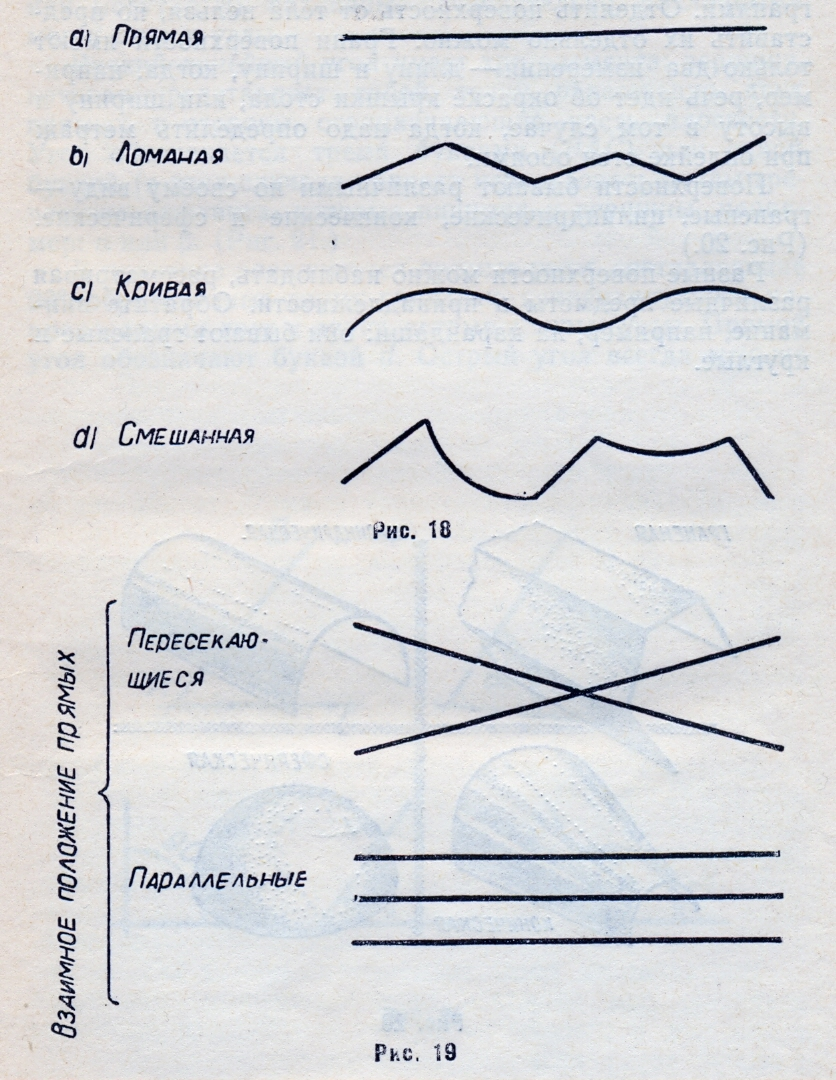 a) Прямая
b) Ломаная
c) Кривая
d) Смешанная
Рис. 18
Взаимное положение прямых
Пересекаю-
щиеся
Параллельные
Рис. 19